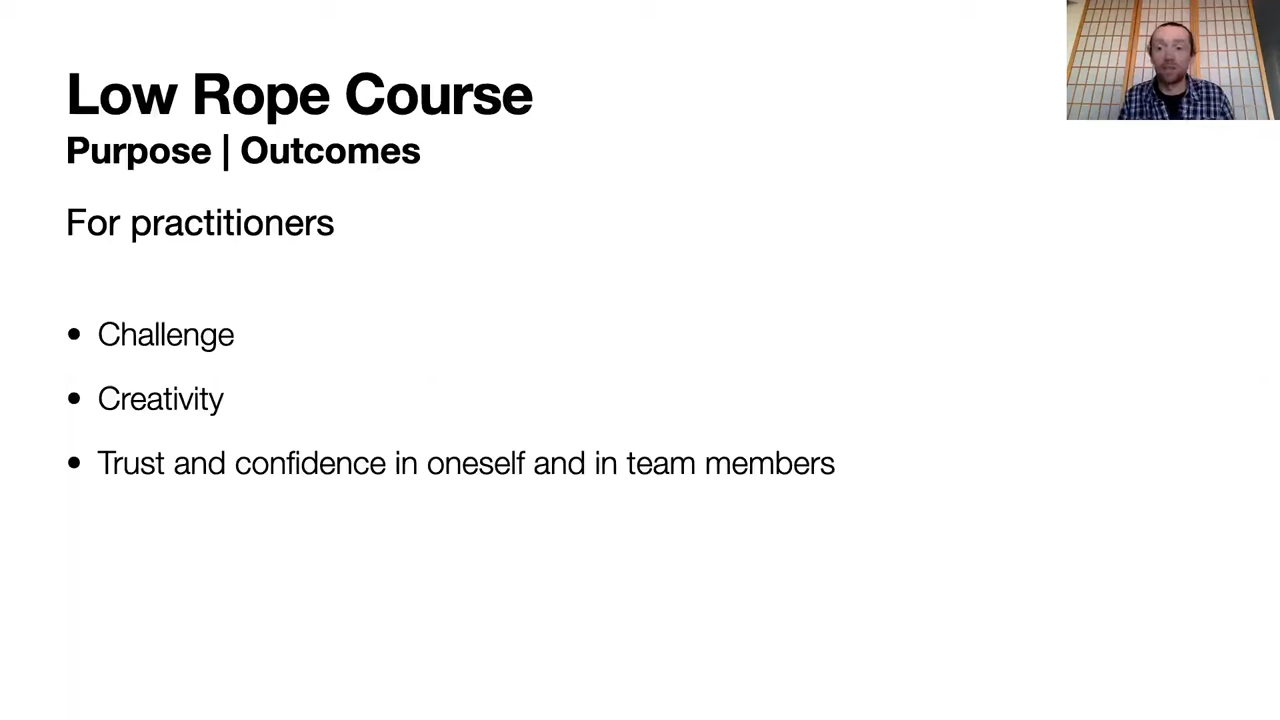 Low Rope Course
Purpose | Outcomes
For practitioners
• Challenge
• Creativity
• Trust and confidence in oneself and in team members